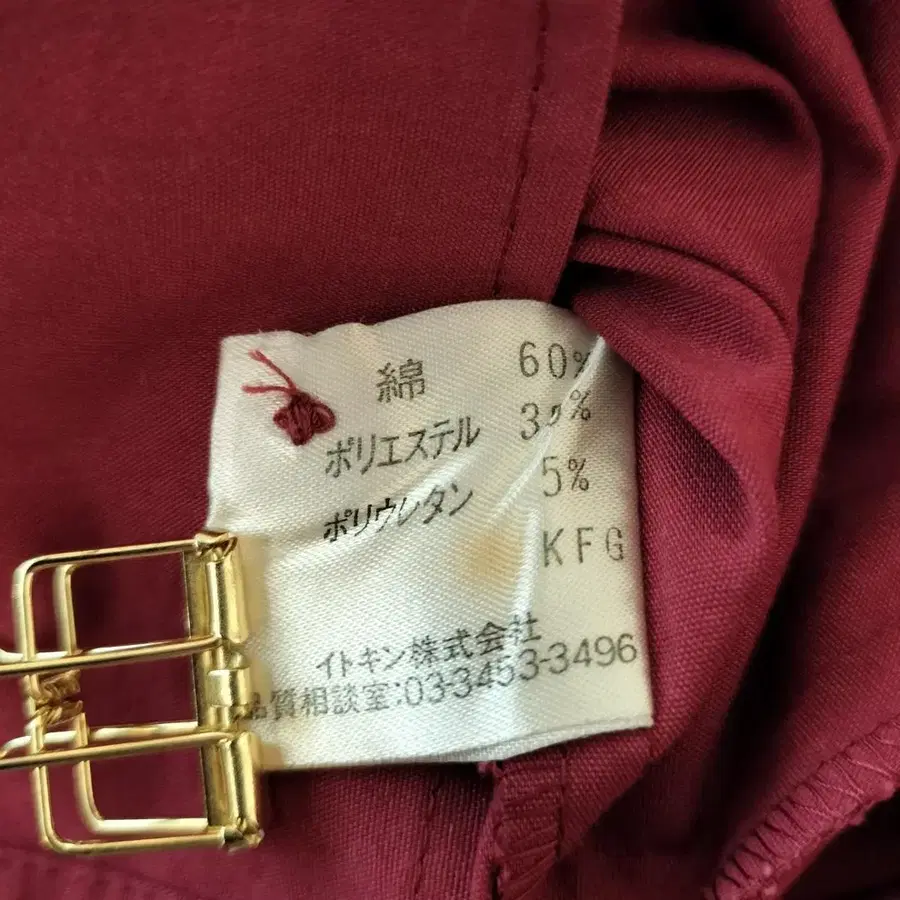 綿 60%
ポリエステル 35%
ポリウレタン 5%
KFG
イトキン株式会社
品質相談室:03-3453-3496